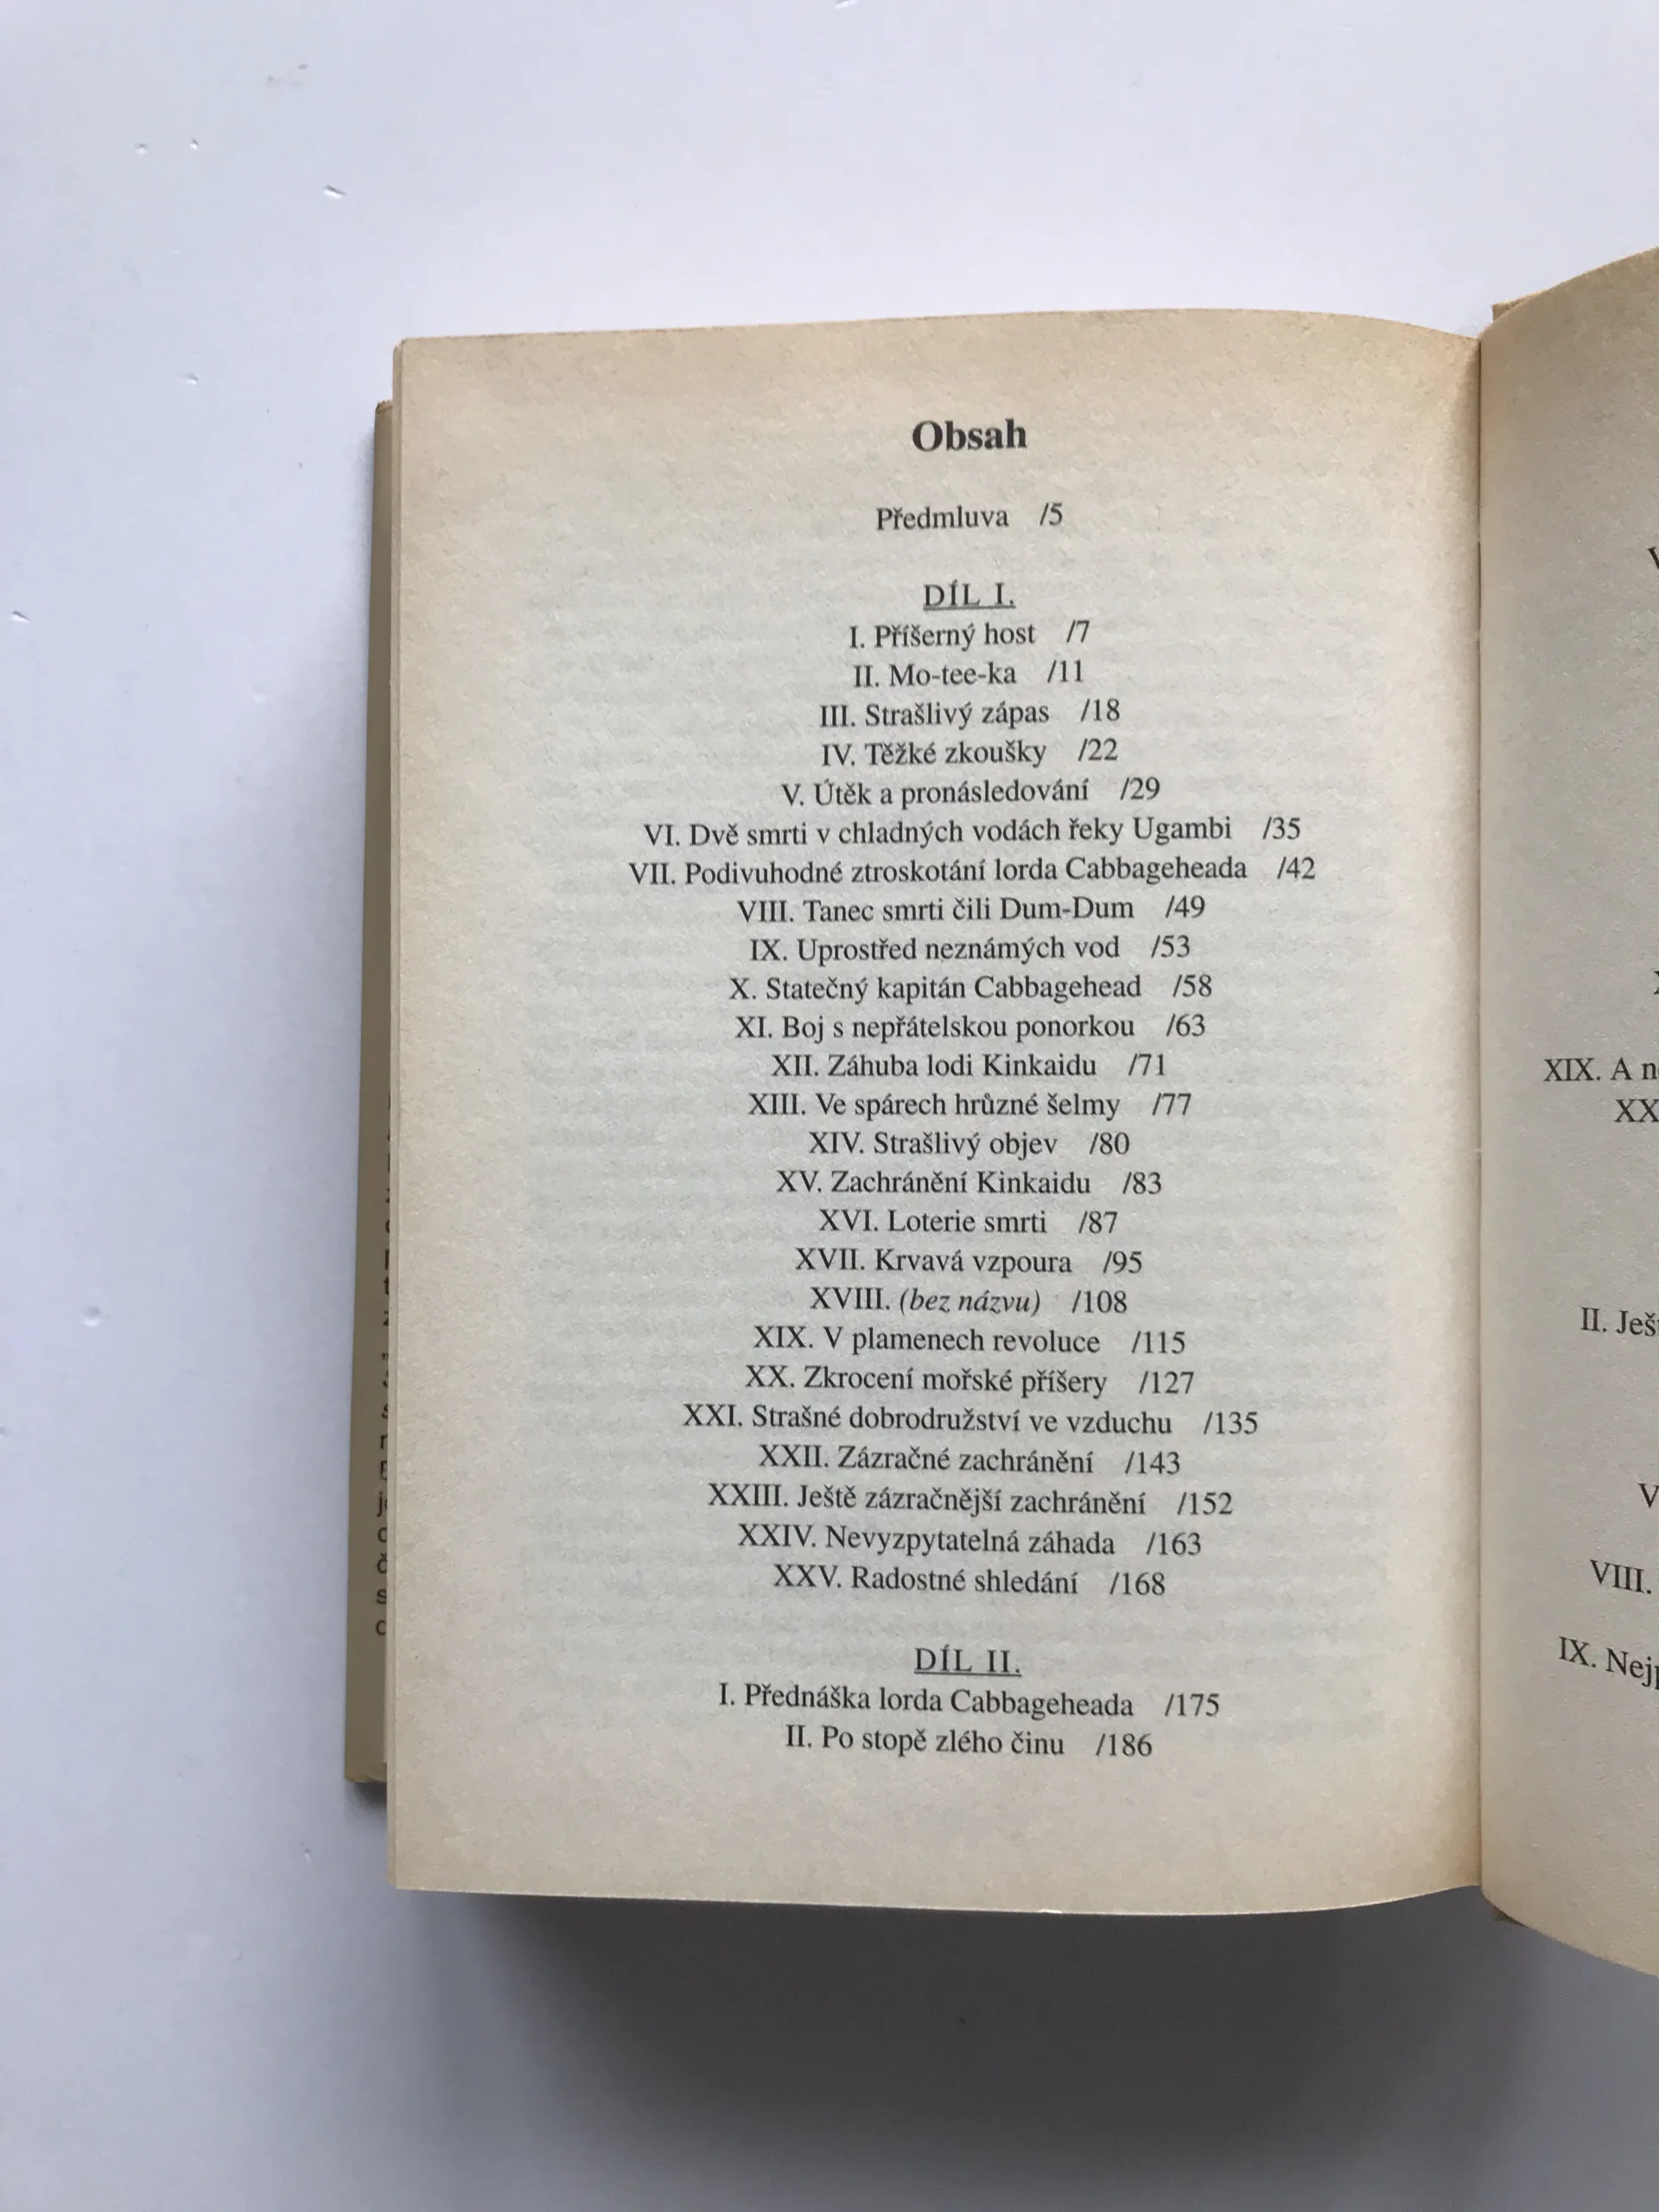 Obsah
Předmluva /5
DÍL I.
I. Příšerný host /7
II. Mo-tee-ka /11
III. Strašlivý zápas /18
IV. Těžké zkoušky /22
V. Útěk a pronásledování /29
VI. Dvě smrti v chladných vodách řeky Ugambi /35
VII. Podivuhodné ztroskotání lorda Cabbageheada /42
VIII. Tanec smrti čili Dum-Dum /49
IX. Uprostřed neznámých vod /53
X. Statečný kapitán Cabbagehead /58
XI. Boj s nepřátelskou ponorkou /63
XII. Záhuba lodi Kinkaidu /71
XIII. Ve spárech hrůzné šelmy /77
XIV. Strašlivý objev /80
XV. Zachránění Kinkaidu /83
XVI. Loterie smrti /87
XVII. Krvavá vzpoura /95
XVIII. (bez názvu) /108
XIX. V plamenech revoluce /115
XX. Zkrocení mořské příšery /127
XXI. Strašné dobrodružství ve vzduchu /135
XXII. Zázračné zachránění /143
XXIII. Ještě zázračnější zachránění /152
XXIV. Nevyzpytatelná záhada /163
XXV. Radostné shledání /168
DÍL II.
I. Přednáška lorda Cabbageheada /175
II. Po stopě zlého činu /186
XIX. A
XX
II.
V
VIII.
IX.